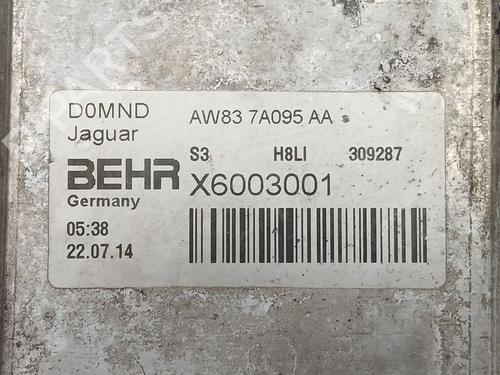 D0MND AW83 7A095 AA
Jaguar
S3 H8LI 309287
BEHR X6003001
Germany
05:38
22.07.14